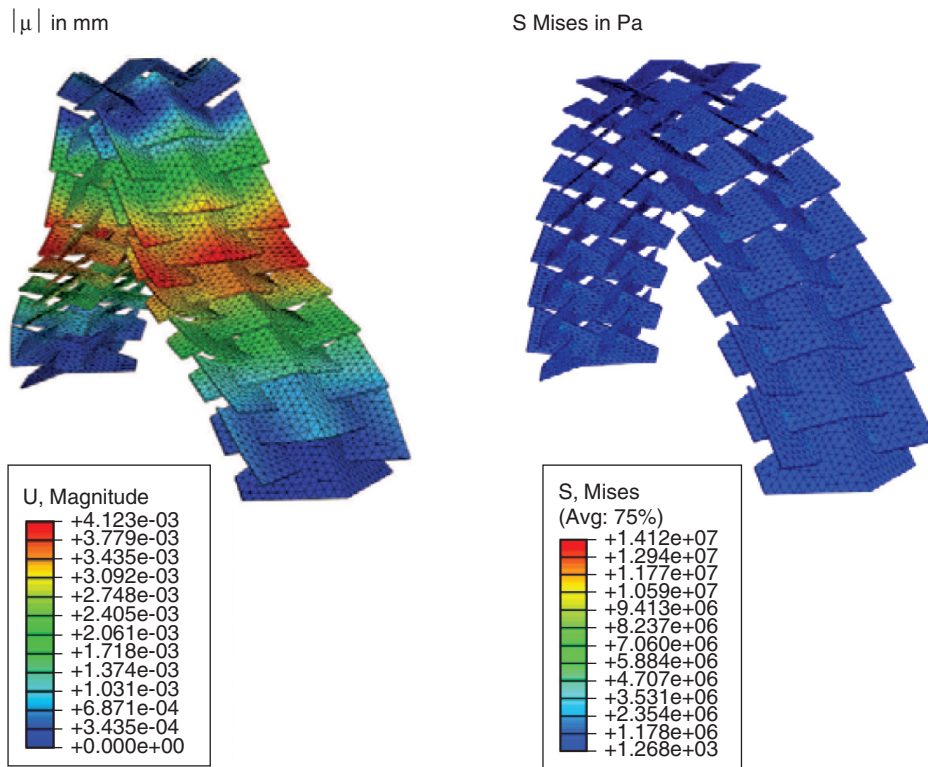 |μ| in mm
S Mises in Pa
U, Magnitude
+4.123e-03
+3.779e-03
+3.435e-03
+3.092e-03
+2.748e-03
+2.405e-03
+2.061e-03
+1.718e-03
+1.374e-03
+1.031e-03
+6.871e-04
+3.435e-04
+0.000e+00
S, Mises
(Avg: 75%)
+1.412e+07
+1.294e+07
+1.177e+07
+1.059e+07
+9.413e+06
+8.237e+06
+7.060e+06
+5.884e+06
+4.707e+06
+3.531e+06
+2.354e+06
+1.178e+06
+1.268e+03